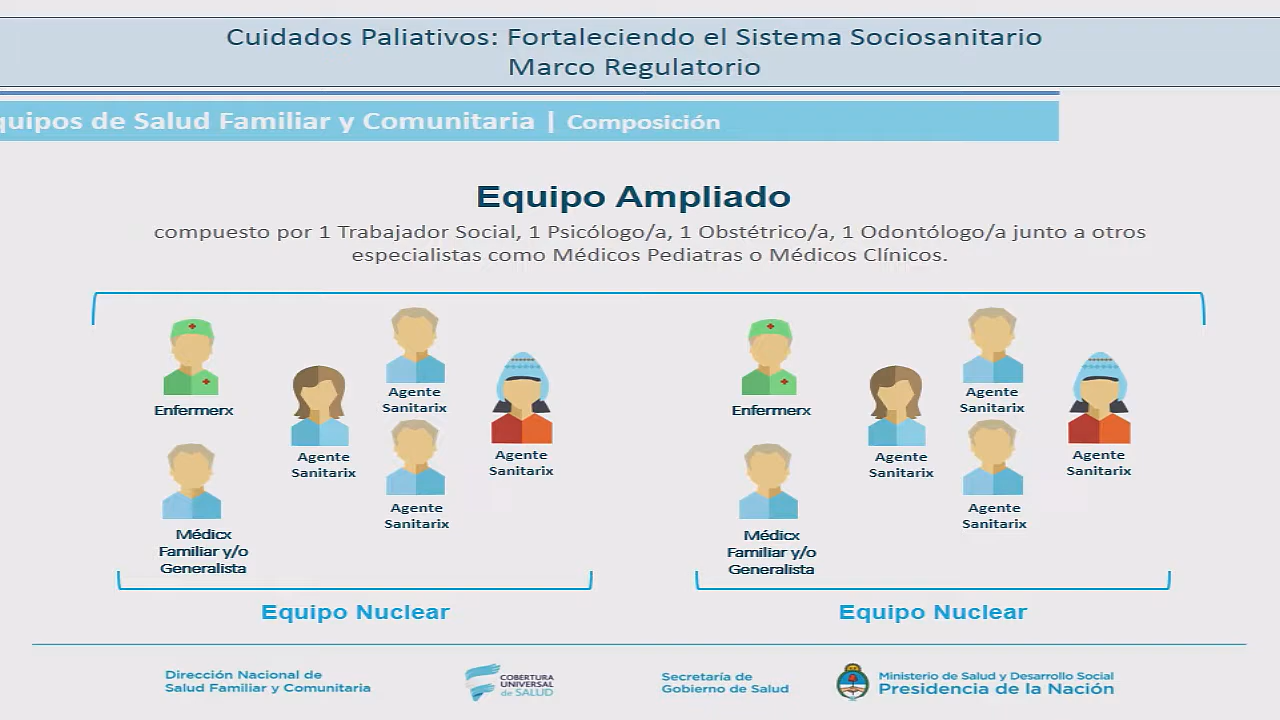 Cuidados Paliativos: Fortaleciendo el Sistema Sociosanitario
Marco Regulatorio
quipos de Salud Familiar y Comunitaria | Composición
Equipo Ampliado
compuesto por 1 Trabajador Social, 1 Psicólogo/a, 1 Obstétrico/a, 1 Odontólogo/a junto a otros
especialistas como Médicos Pediatras o Médicos Clínicos.
Enfermerx
Médicx
Familiar y/o
Generalista
Agente
Sanitarix
Agente
Sanitarix
Agente
Sanitarix
Agente
Sanitarix
Equipo Nuclear
Enfermerx
Médicx
Familiar y/o
Generalista
Agente
Sanitarix
Agente
Sanitarix
Agente
Sanitarix
Agente
Sanitarix
Equipo Nuclear
Dirección Nacional de
Salud Familiar y Comunitaria
COBERTURA
UNIVERSAL
de SALUD
Secretaría de
Gobierno de Salud
Ministerio de Salud y Desarrollo Social
Presidencia de la Nación